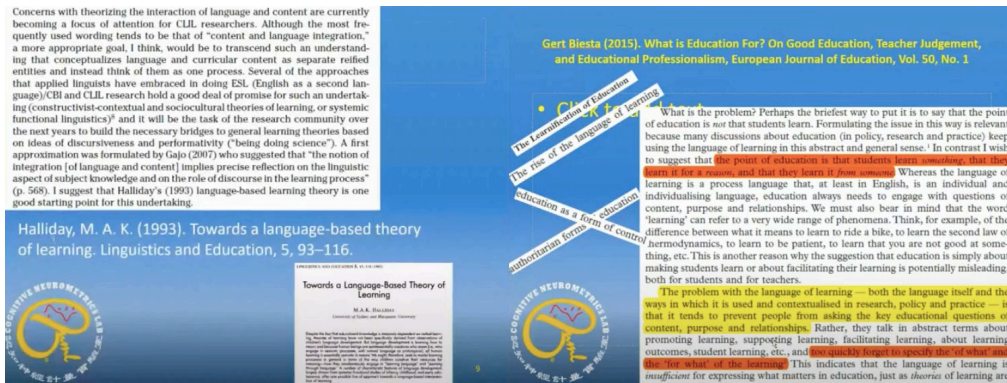 Concerns with theorizing the interaction of language and content are currently
becoming a focus of attention for CLIL researchers. Although the most fre-
quently used wording tends to be that of “content and language integration,”
a more appropriate goal, I think, would be to transcend such an understand-
ing that conceptualizes language and curricular content as separate reified
entities and instead think of them as one process. Several of the approaches
that applied linguists have embraced in doing ESL (English as a second lan-
guage)/CBI and CLIL research hold a good deal of promise for such an undertak-
ing (constructivist-contextual and sociocultural theories of learning, or systemic
functional linguistics)⁸ and it will be the task of the research community over
the next years to build the necessary bridges to general learning theories based
on ideas of discursiveness and performativity (“being doing science”). A first
approximation was formulated by Gajo (2007) who suggested that “the notion of
integration [of language and content] implies precise reflection on the linguistic
aspect of subject knowledge and on the role of discourse in the learning process”
(p. 568). I suggest that Halliday’s (1993) language-based learning theory is one
good starting point for this undertaking.
Halliday, M. A. K. (1993). Towards a language-based theory
of learning. Linguistics and Education, 5, 93–116.
Towards a Language-Based Theory of
Learning
M.A.K. HALLIDAY
University of Sydney and Macquarie University
COGNITIVE NEUROMETRICS LAB
9
Gert Biesta (2015). What is Education For? On Good Education, Teacher Judgement,
and Educational Professionalism, European Journal of Education, Vol. 50, No. 1
The Learnification of Education
The rise of the language of learning
education as a form of control
authoritarian forms education
• Click to add text
What is the problem? Perhaps the briefest way to put it is to say that the point
of education is not that students learn. Formulating the issue in this way is relevant
because many discussions about education (in policy, research and practice) keep
using the language of learning in this abstract and general sense.¹ In contrast I wish
to suggest that the point of education is that students learn something, that they
learn it for a reason, and that they learn it from someone. Whereas the language of
learning is a process language that, at least in English, is an individual and
individualising language, education always needs to engage with questions of
content, purpose and relationships. We must also bear in mind that the word
‘learning’ can refer to a very wide range of phenomena. Think, for example, of the
difference between what it means to learn to ride a bike, to learn the second law of
thermodynamics, to learn to be patient, to learn that you are not good at some-
thing, etc. This is another reason why the suggestion that education is simply about
making students learn or about facilitating their learning is potentially misleading
both for students and for teachers.
The problem with the language of learning — both the language itself and the
ways in which it is used and contextualised in research, policy and practice — is
that it tends to prevent people from asking the key educational questions of
content, purpose and relationships. Rather, they talk in abstract terms about
promoting learning, supporting learning, facilitating learning, about learning
outcomes, student learning, etc., and too quickly forget to specify the ‘of what’ and
the ‘for what’ of the learning. This indicates that the language of learning is
insufficient for expressing what matters in education, just as theories of learning are
COGNITIVE NEUROMETRICS LAB